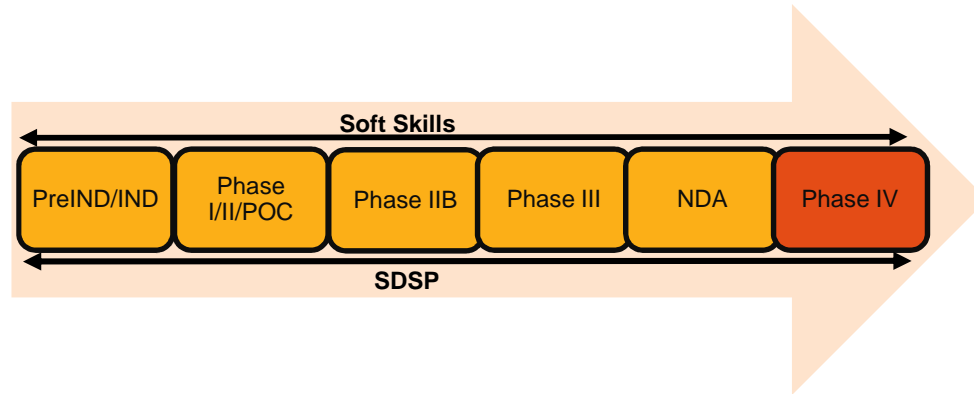 Soft Skills
PreIND/IND
Phase
I/II/POC
Phase IIB
Phase III
NDA
Phase IV
SDSP